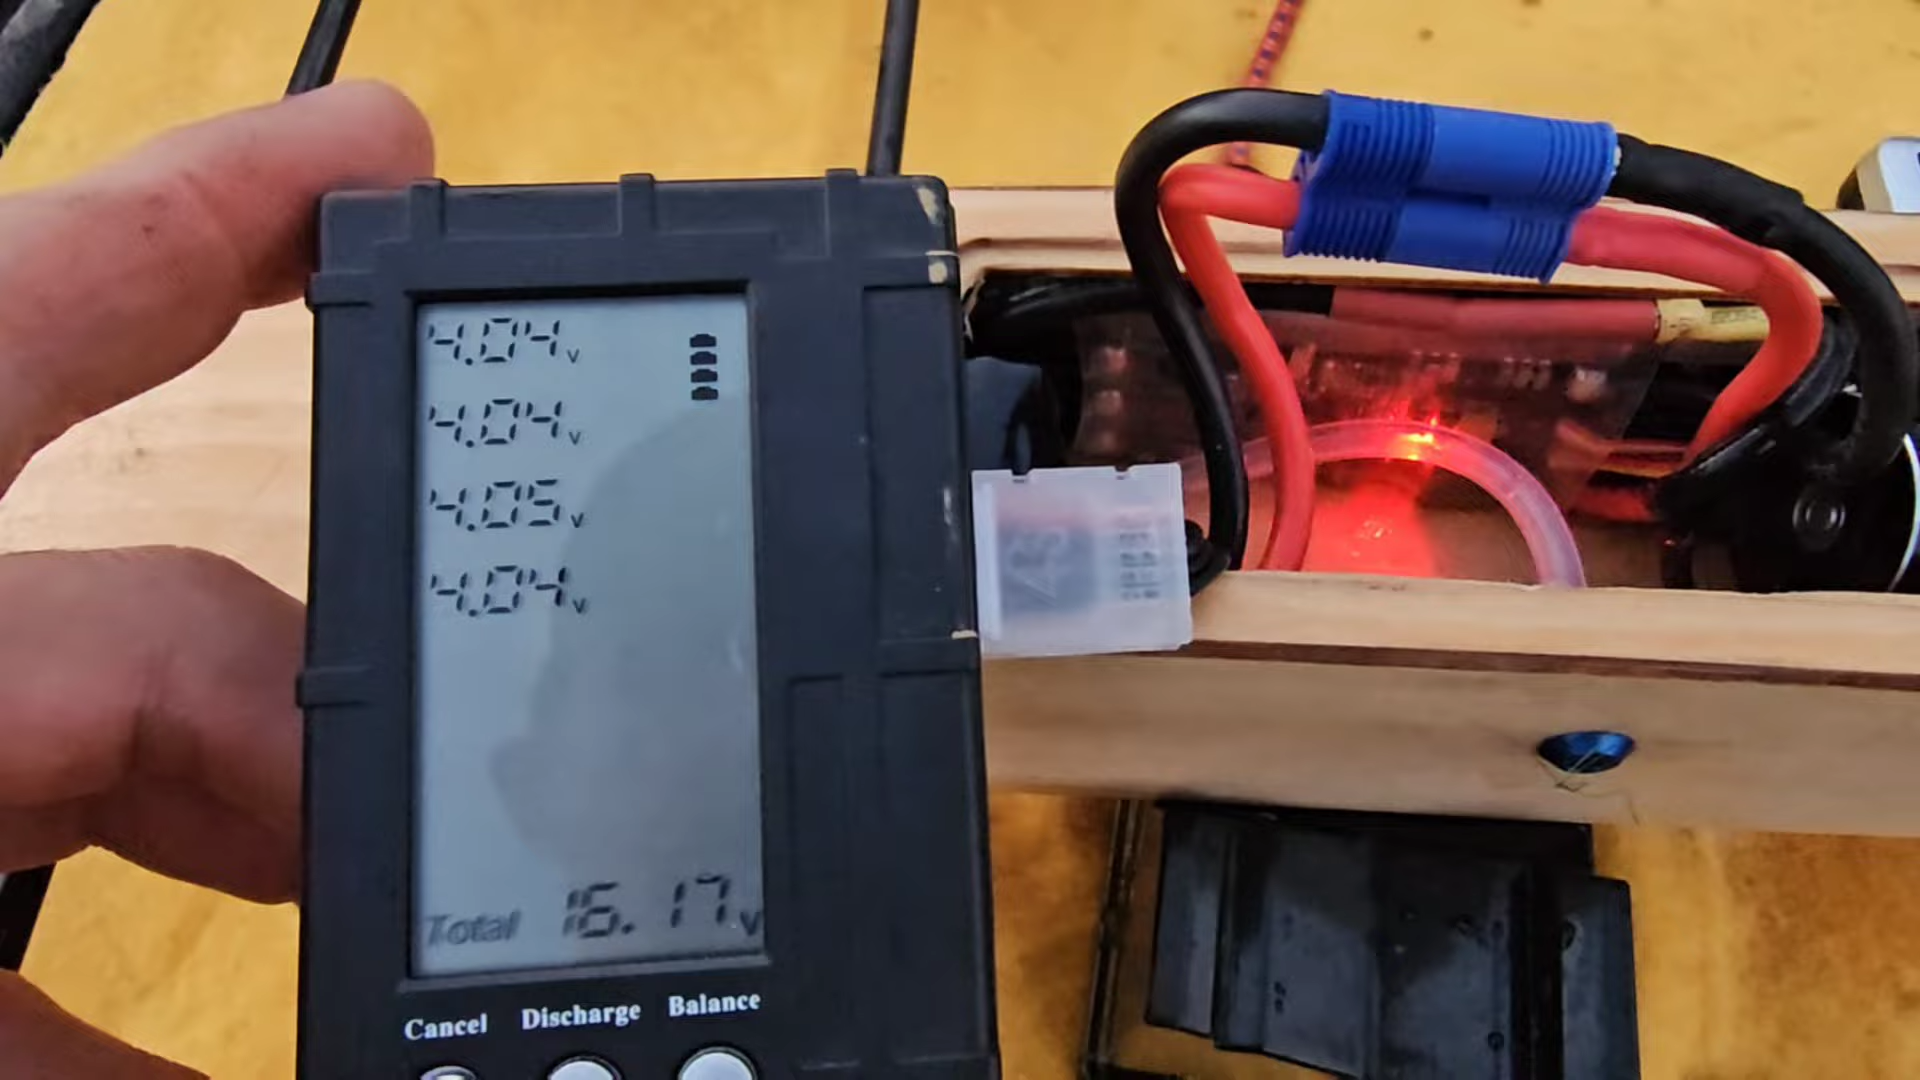 4.04v
4.04v
4.05v
4.04v
Total 16.17v
Cancel Discharge Balance